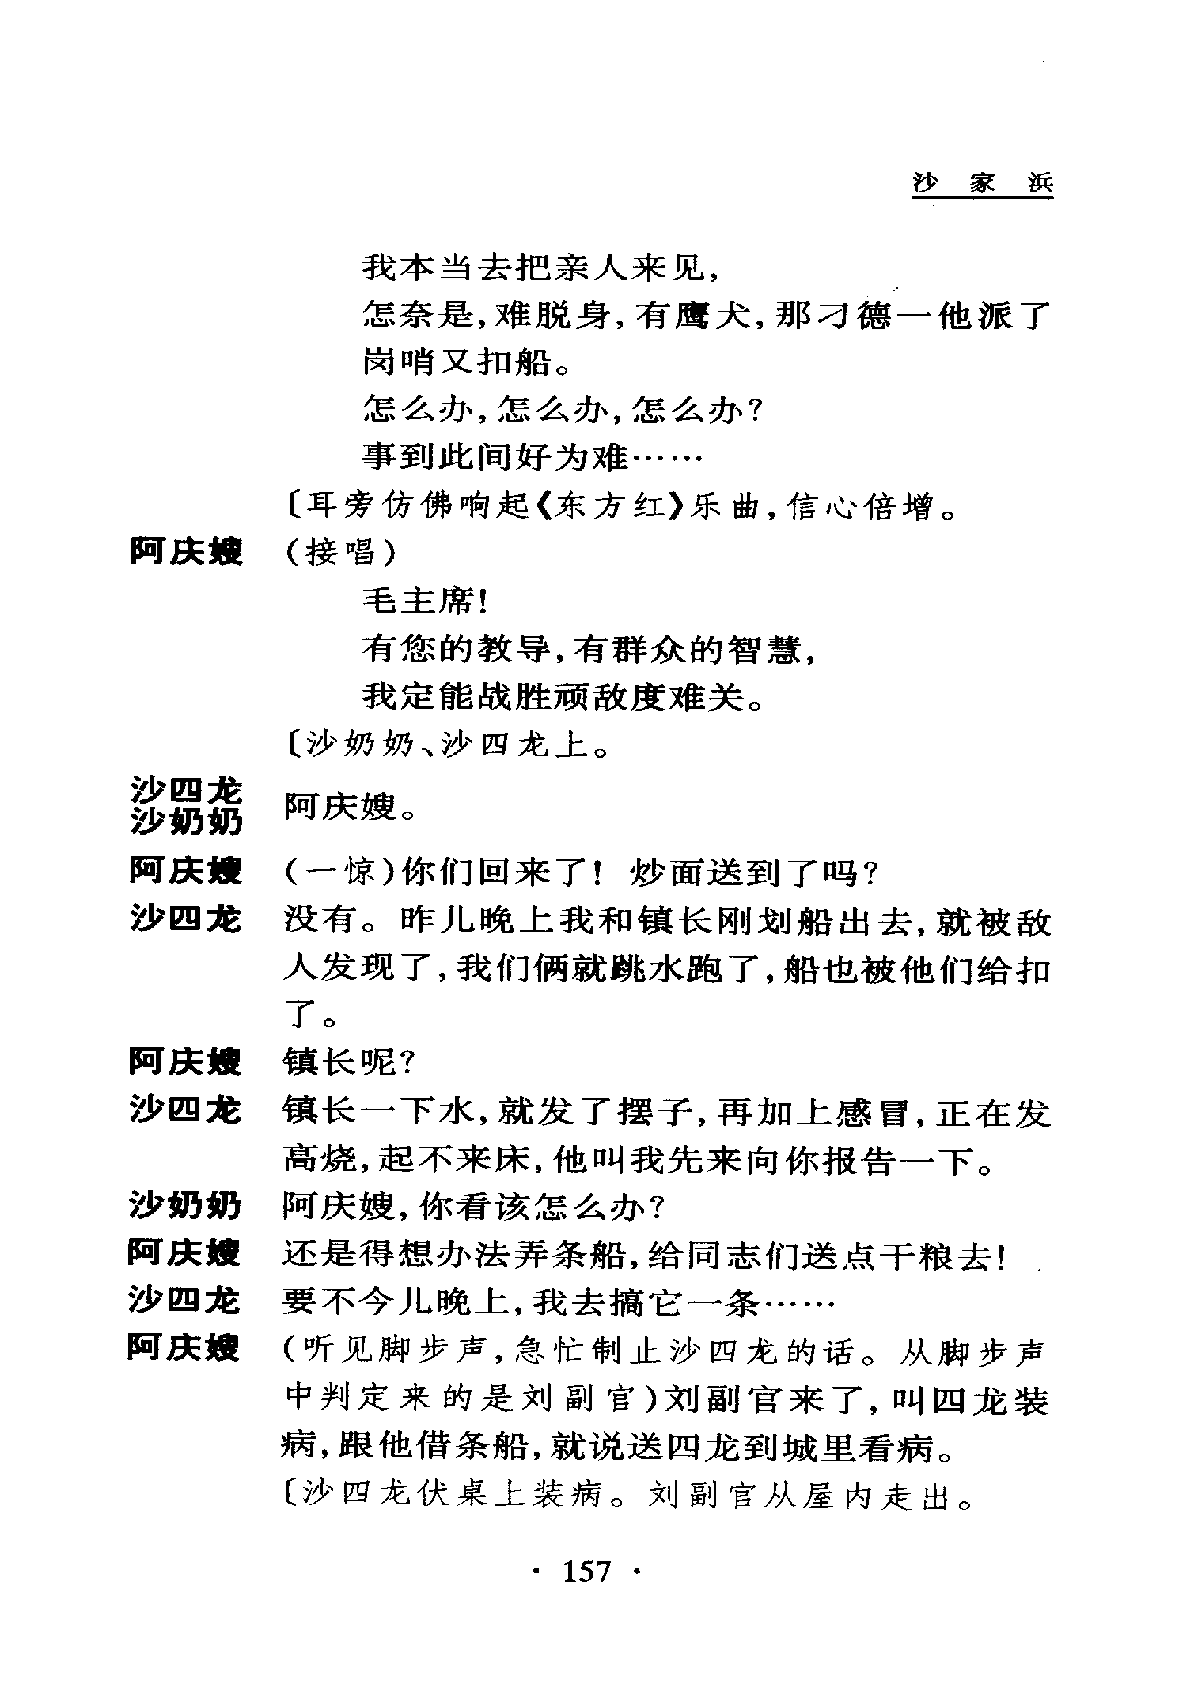 沙家浜
我本当去把亲人来见，
怎奈是，难脱身，有鹰犬，那刁德一他派了
岗哨又扣船。
怎么办，怎么办，怎么办？
事到此间好为难……
〔耳旁仿佛响起《东方红》乐曲，信心倍增。
阿庆嫂 （接唱）
毛主席！
有您的教导，有群众的智慧，
我定能战胜顽敌度难关。
〔沙奶奶、沙四龙上。
沙四龙
沙奶奶 阿庆嫂。
阿庆嫂 （一惊）你们回来了！ 炒面送到了吗？
沙四龙 没有。昨儿晚上我和镇长刚划船出去，就被敌
人发现了，我们俩就跳水跑了，船也被他们给扣
了。
阿庆嫂 镇长呢？
沙四龙 镇长一下水，就发了摆子，再加上感冒，正在发
高烧，起不来床，他叫我先来向你报告一下。
沙奶奶 阿庆嫂，你看该怎么办？
阿庆嫂 还是得想办法弄条船，给同志们送点干粮去！
沙四龙 要不今儿晚上，我去搞它一条……
阿庆嫂 （听见脚步声，急忙制止沙四龙的话。从脚步声
中判定来的是刘副官）刘副官来了，叫四龙装
病，跟他借条船，就说送四龙到城里看病。
〔沙四龙伏桌上装病。刘副官从屋内走出。
· 157 ·